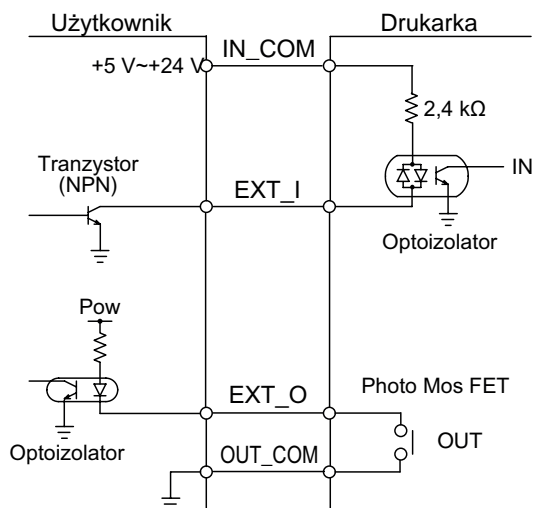 Użytkownik
Drukarka
IN_COM
+5 V~+24 V
2,4 kΩ
Tranzystor
(NPN)
IN
EXT_I
Optoizolator
Pow
Photo Mos FET
EXT_O
OUT
Optoizolator
OUT_COM